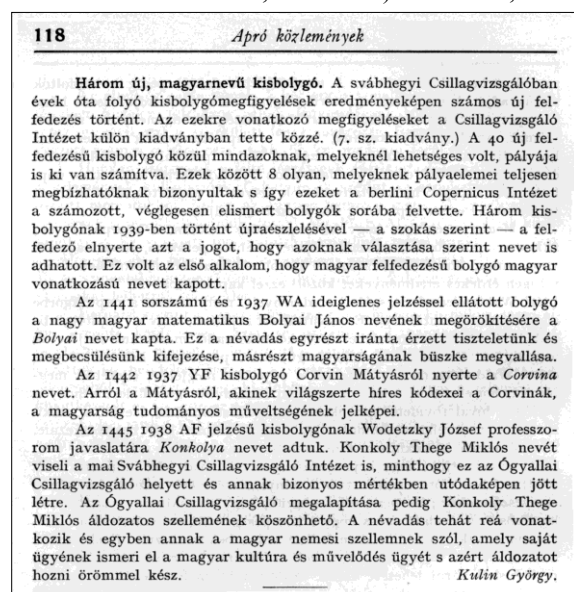 118 Apró közlemények
Három új, magyarnevű kisbolygó. A svábhegyi Csillagvizsgálóban
évek óta folyó kisbolygómegfigyelések eredményeképen számos új fel-
fedezés történt. Az ezekre vonatkozó megfigyeléseket a Csillagvizsgáló
Intézet külön kiadványban tette közzé. (7. sz. kiadvány.) A 40 új fel-
fedezésű kisbolygó közül mindazoknak, melyeknél lehetséges volt, pályája
is ki van számítva. Ezek között 8 olyan, melyeknek pályaelemei teljesen
megbízhatóknak bizonyultak s így ezeket a berlini Copernicus Intézet
a számozott, véglegesen elismert bolygók sorába felvette. Három kis-
bolygónak 1939-ben történt újraészlelésével — a szokás szerint — a fel-
fedező elnyerte azt a jogot, hogy azoknak választása szerint nevet is
adhatott. Ez volt az első alkalom, hogy magyar felfedezésű bolygó magyar
vonatkozású nevet kapott.
Az 1441 sorszámú és 1937 WA ideiglenes jelzéssel ellátott bolygó
a nagy magyar matematikus Bolyai János nevének megörökítésére a
Bolyai nevet kapta. Ez a névadás egyrészt iránta érzett tiszteletünk és
megbecsülésünk kifejezése, másrészt magyarságának büszke megvallása.
Az 1442 1937 YF kisbolygó Corvin Mátyásról nyerte a Corvina
nevet. Arról a Mátyásról, akinek világszerte híres kódexei a Corvinák,
a magyarság tudományos műveltségének jelképei.
Az 1445 1938 AF jelzésű kisbolygónak Wodetzky József professzo-
rom javaslatára Konkolya nevet adtuk. Konkoly Thege Miklós nevét
viseli a mai Svábhegyi Csillagvizsgáló Intézet is, minthogy ez az Ógyallai
Csillagvizsgáló helyett és annak bizonyos mértékben utódaképen jött
létre. Az Ógyallai Csillagvizsgáló megalapítása pedig Konkoly Thege
Miklós áldozatos szellemének köszönhető. A névadás tehát reá vonat-
kozik és egyben annak a magyar nemesi szellemnek szól, amely saját
ügyének ismeri el a magyar kultúra és művelődés ügyét s azért áldozatot
hozni örömmel kész. Kulin György.